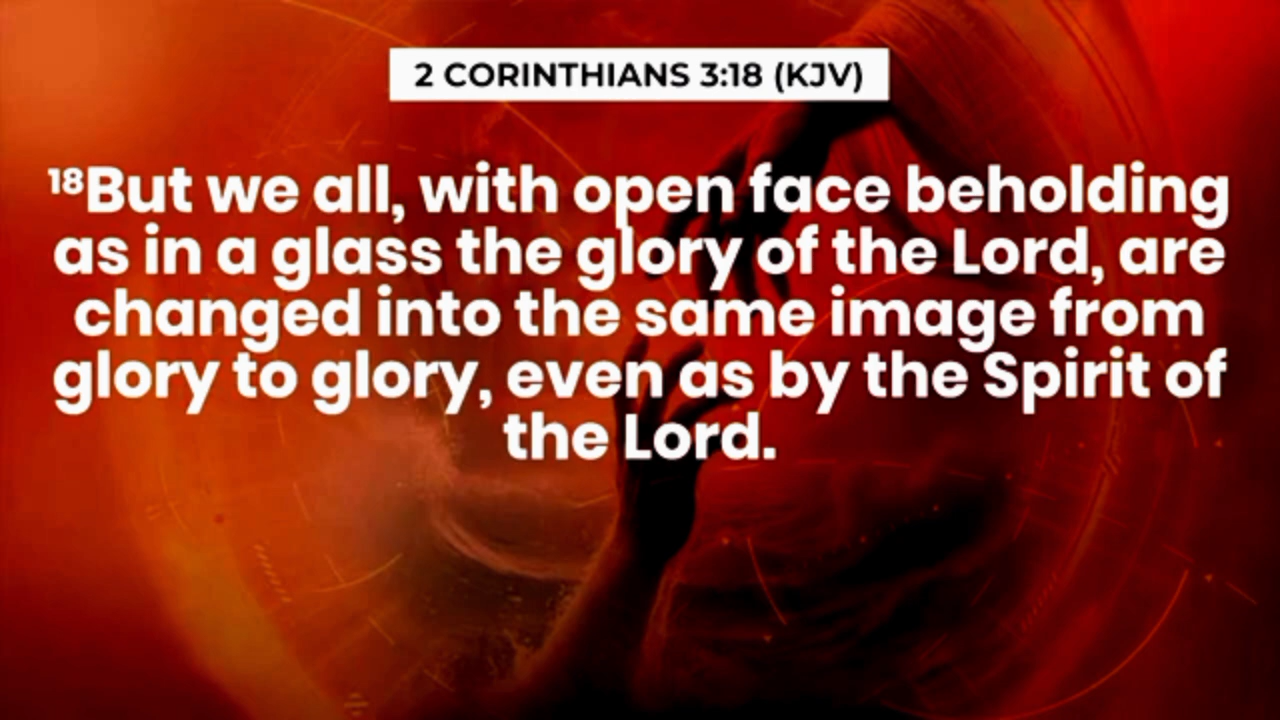 2 CORINTHIANS 3:18 (KJV)
¹⁸But we all, with open face beholding
as in a glass the glory of the Lord, are
changed into the same image from
glory to glory, even as by the Spirit of
the Lord.